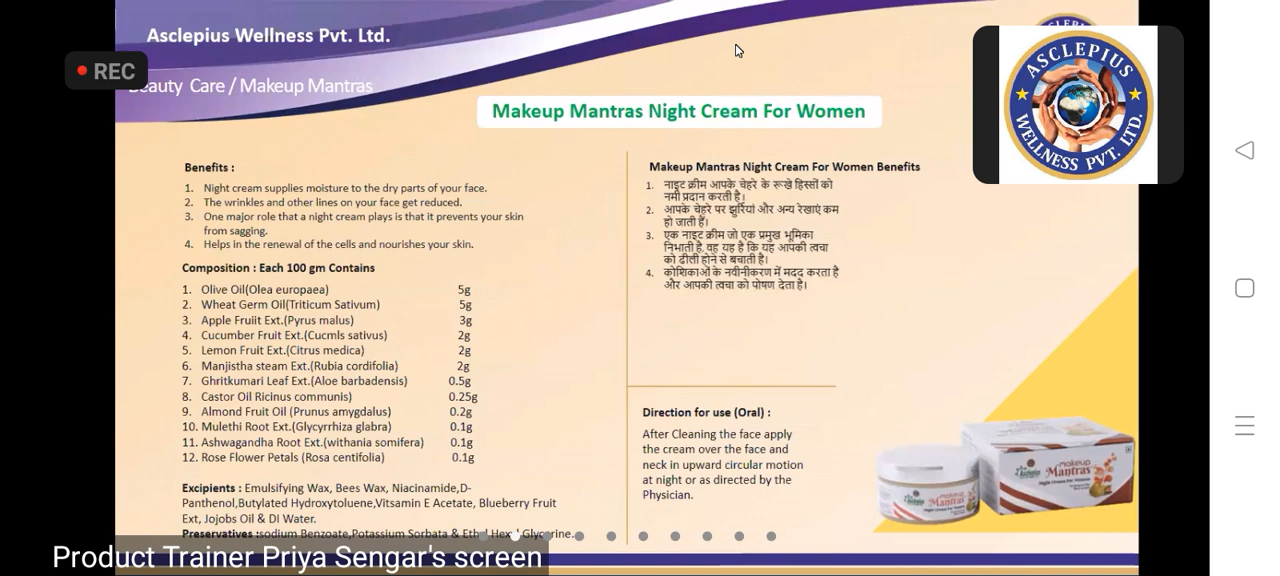 Asclepius Wellness Pvt. Ltd.
REC
Beauty Care / Makeup Mantras
ASCLEPIUS
WELLNESS PVT. LTD.
Makeup Mantras Night Cream For Women
Benefits :
1. Night cream supplies moisture to the dry parts of your face.
2. The wrinkles and other lines on your face get reduced.
3. One major role that a night cream plays is that it prevents your skin
from sagging.
4. Helps in the renewal of the cells and nourishes your skin.
Composition : Each 100 gm Contains
1. Olive Oil(Olea europaea) 5g
2. Wheat Germ Oil(Triticum Sativum) 5g
3. Apple Fruiit Ext.(Pyrus malus) 3g
4. Cucumber Fruit Ext.(Cucmls sativus) 2g
5. Lemon Fruit Ext.(Citrus medica) 2g
6. Manjistha steam Ext.(Rubia cordifolia) 2g
7. Ghritkumari Leaf Ext.(Aloe barbadensis) 0.5g
8. Castor Oil Ricinus communis) 0.25g
9. Almond Fruit Oil (Prunus amygdalus) 0.2g
10. Mulethi Root Ext.(Glycyrrhiza glabra) 0.1g
11. Ashwagandha Root Ext.(withania somifera) 0.1g
12. Rose Flower Petals (Rosa centifolia) 0.1g
Excipients : Emulsifying Wax, Bees Wax, Niacinamide,D-
Panthenol,Butylated Hydroxytoluene,Vitsamin E Acetate, Blueberry Fruit
Ext, Jojobs Oil & DI Water.
Preservatives :sodium Benzoate,Potassium Sorbata &
Makeup Mantras Night Cream For Women Benefits
1. नाइट क्रीम आपके चेहरे के रूखे हिस्सों को
नमी प्रदान करती है।
2. आपके चेहरे पर झुर्रियां और अन्य रेखाएं कम
हो जाती हैं।
3. एक नाइट क्रीम जो एक प्रमुख भूमिका
निभाती है, वह यह है कि यह आपकी त्वचा
को ढीली होने से बचाती है।
4. कोशिकाओं के नवीनीकरण में मदद करता है
और आपकी त्वचा को पोषण देता है।
Direction for use (Oral) :
After Cleaning the face apply
the cream over the face and
neck in upward circular motion
at night or as directed by the
Physician.
makeup
Mantras
makeup
Mantras
Product Trainer Priya Sengar's screen